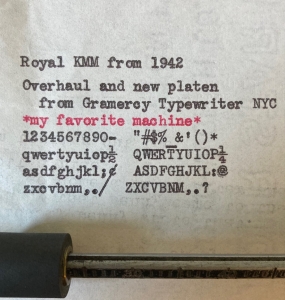 Royal KMM from 1942
Overhaul and new platen
from Gramercy Typewriter NYC
*my favorite machine*
1234567890- "#$% &'()*
qwertyuiop½ QWERTYUIOP¼
asdfghjkl;¢ ASDFGHJKL:@
zxcvbnm,./ ZXCVBNM,.?